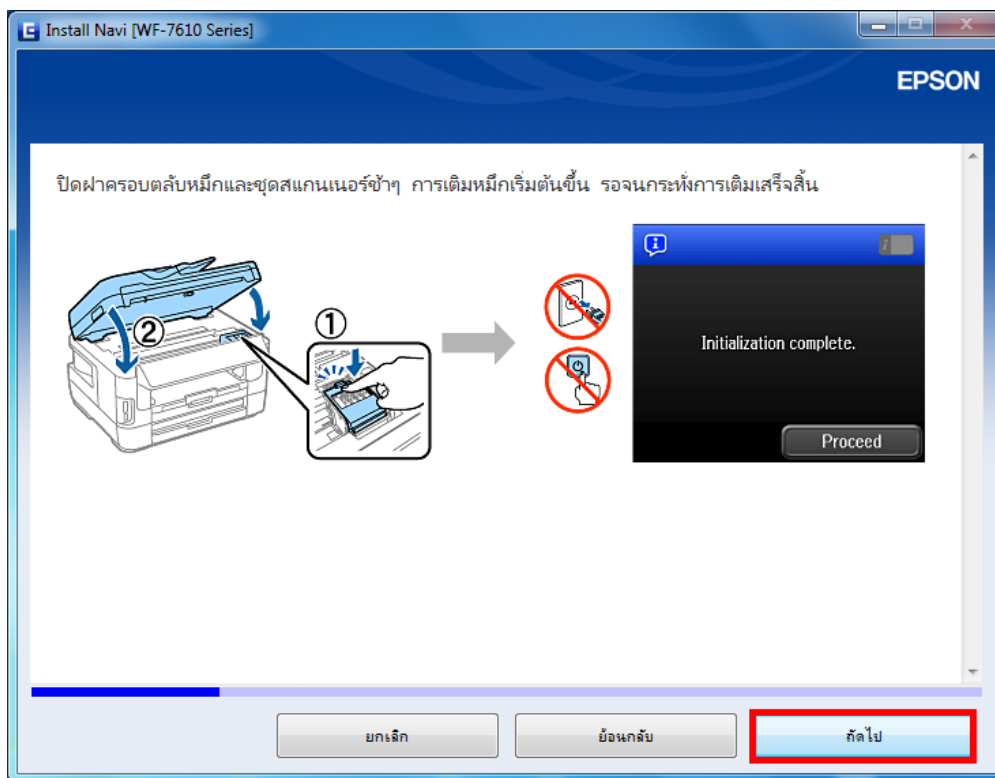 Install Navi [WF-7610 Series]
EPSON
ปิดฝาครอบตลับหมึกและชุดสแกนเนอร์ช้าๆ การเติมหมึกเริ่มต้นขึ้น รอจนกระทั่งการเติมเสร็จสิ้น
②
①
Initialization complete.
Proceed
ยกเลิก
ย้อนกลับ
ถัดไป